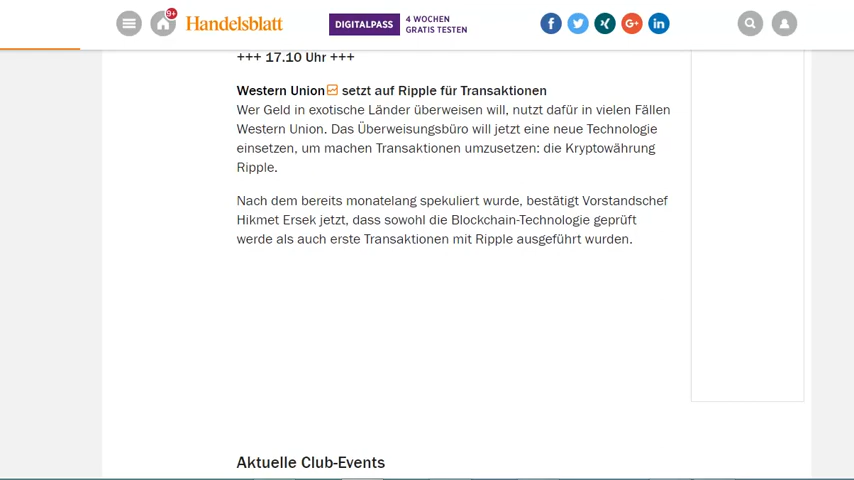 9+
Handelsblatt
DIGITALPASS
4 WOCHEN
GRATIS TESTEN
+++ 17.10 Uhr +++
Western Union setzt auf Ripple für Transaktionen
Wer Geld in exotische Länder überweisen will, nutzt dafür in vielen Fällen
Western Union. Das Überweisungsbüro will jetzt eine neue Technologie
einsetzen, um machen Transaktionen umzusetzen: die Kryptowährung
Ripple.
Nach dem bereits monatelang spekuliert wurde, bestätigt Vorstandschef
Hikmet Ersek jetzt, dass sowohl die Blockchain-Technologie geprüft
werde als auch erste Transaktionen mit Ripple ausgeführt wurden.
Aktuelle Club-Events